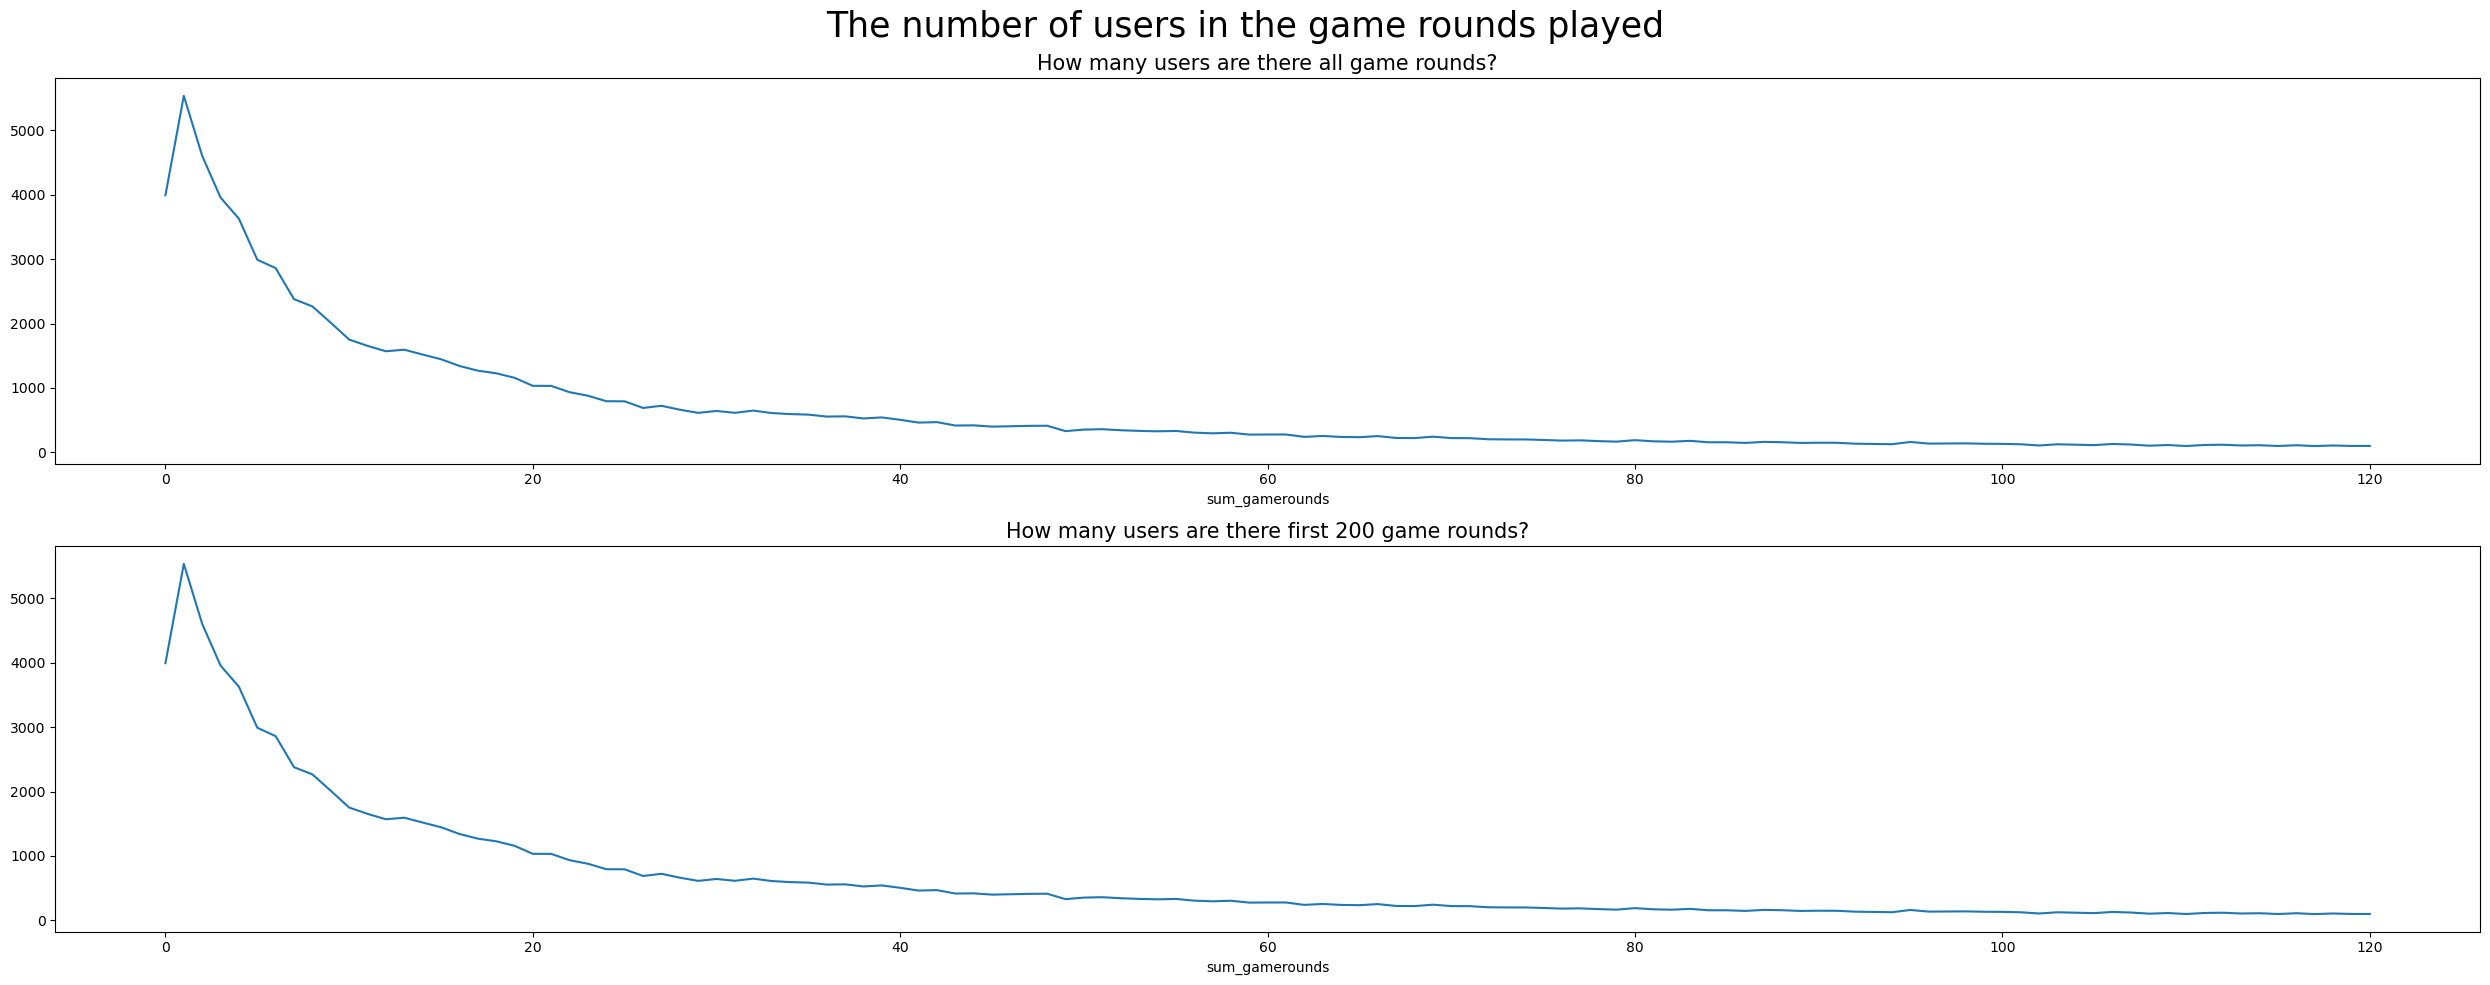 The number of users in the game rounds played
How many users are there all game rounds?
5000
4000
3000
2000
1000
0
0 20 40 60 80 100 120
sum_gamerounds
How many users are there first 200 game rounds?
5000
4000
3000
2000
1000
0
0 20 40 60 80 100 120
sum_gamerounds